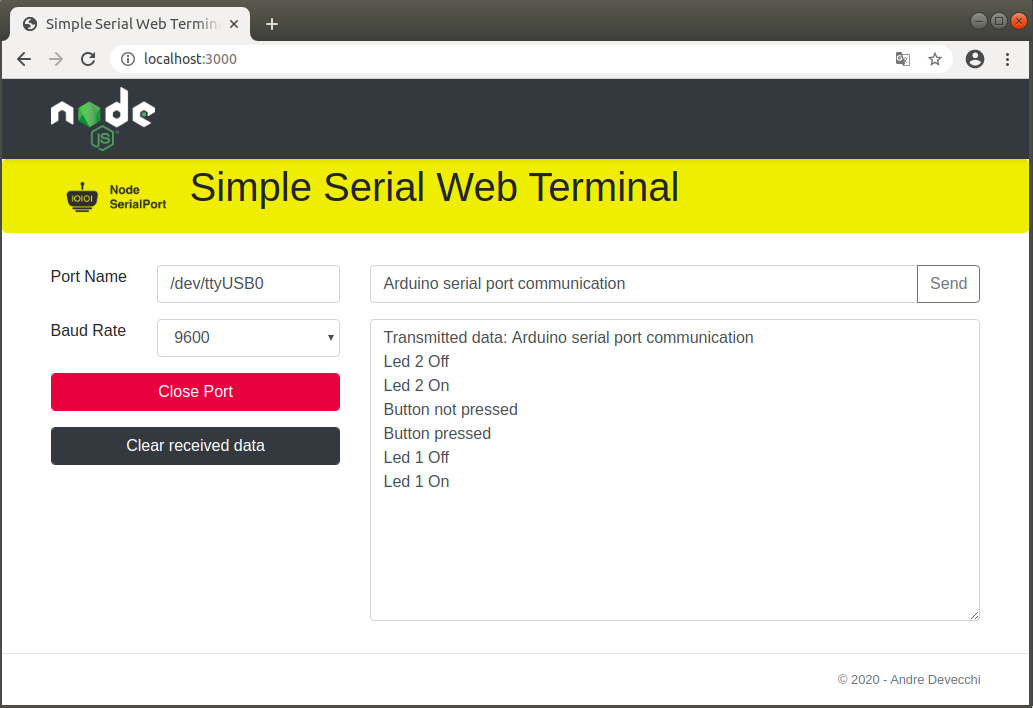 Simple Serial Web Termin
localhost:3000
node
JS
IOIOI
Node
SerialPort
Simple Serial Web Terminal
Port Name
/dev/ttyUSB0
Arduino serial port communication
Send
Baud Rate
9600
Close Port
Clear received data
Transmitted data: Arduino serial port communication
Led 2 Off
Led 2 On
Button not pressed
Button pressed
Led 1 Off
Led 1 On
© 2020 - Andre Devecchi